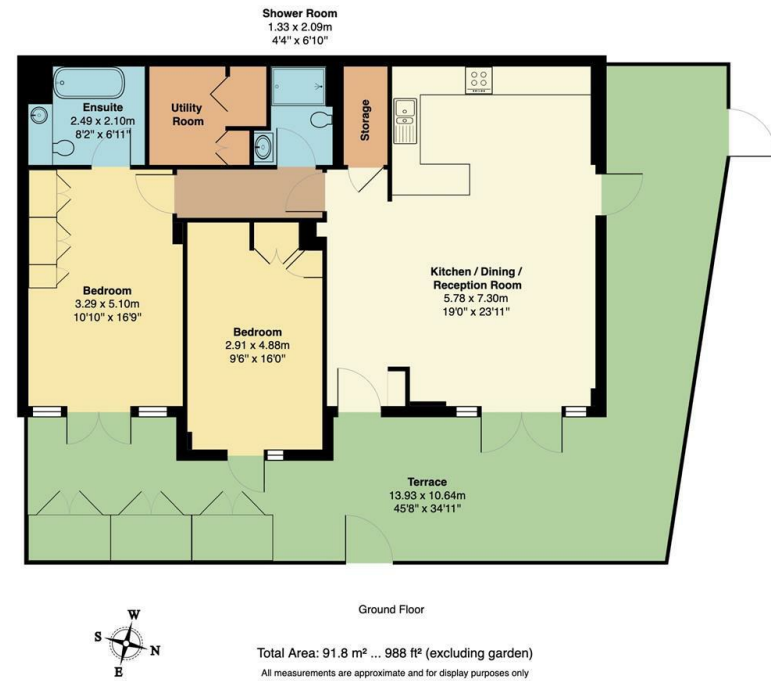 Shower Room
1.33 x 2.09m
4'4" x 6'10"
Ensuite
2.49 x 2.10m
8'2" x 6'11"
Utility
Room
Storage
Bedroom
3.29 x 5.10m
10'10" x 16'9"
Bedroom
2.91 x 4.88m
9'6" x 16'0"
Kitchen / Dining /
Reception Room
5.78 x 7.30m
19'0" x 23'11"
Terrace
13.93 x 10.64m
45'8" x 34'11"
Ground Floor
W
S
N
E
Total Area: 91.8 m² ... 988 ft² (excluding garden)
All measurements are approximate and for display purposes only